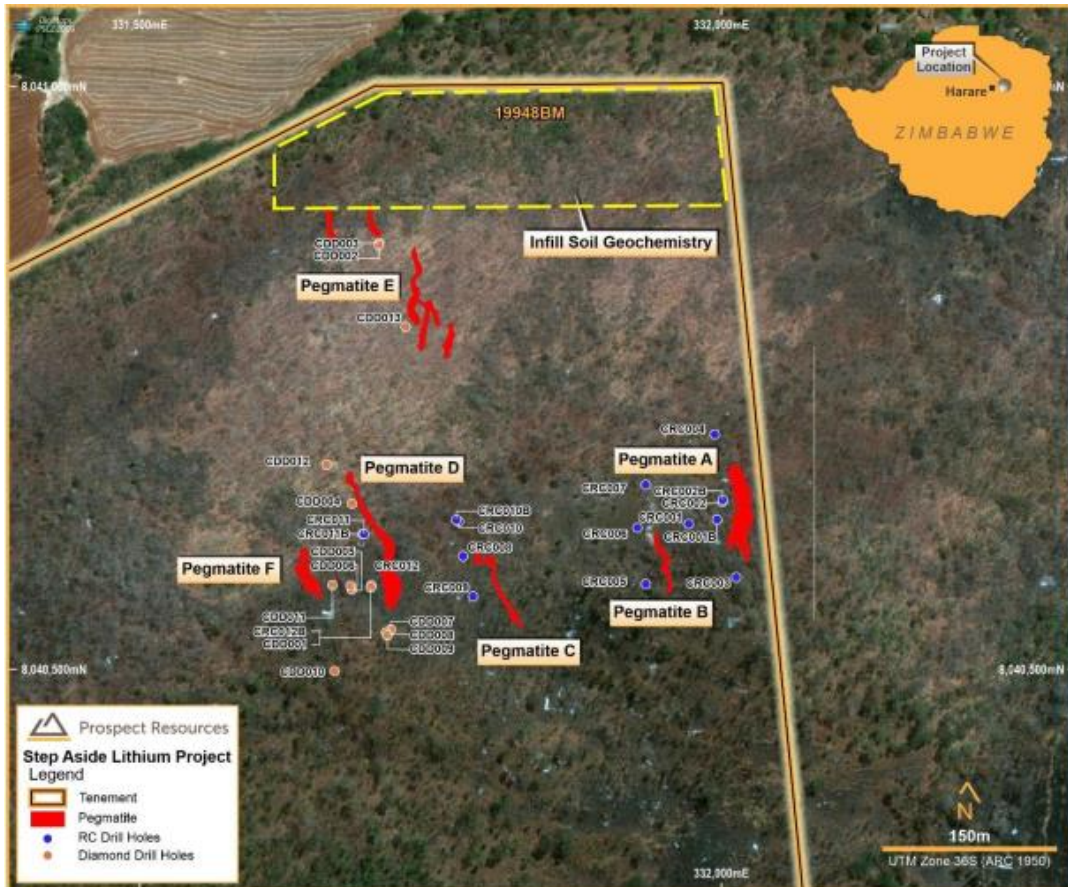 331,500mE
332,000mE
8,041,000mN
19948BM
Project
Location
Harare
ZIMBABWE
Infill Soil Geochemistry
CDD003
CDD002
Pegmatite E
CDD013
CRC004
Pegmatite A
CDD012
Pegmatite D
CRC007
CRC002B
CRC002
CDD004
CRC010B
CRC010
CRC011
CRC011B
CRC001
CRC001B
CRC006
CDD005
CDD006
CRC008
CRC012
Pegmatite F
CRC009
CRC005
CRC003
Pegmatite B
CDD011
CRC012B
CDD001
CDD007
CDD008
CDD009
Pegmatite C
CDD010
8,040,500mN
8,040,500mN
Prospect Resources
Step Aside Lithium Project
Legend
Tenement
Pegmatite
RC Drill Holes
Diamond Drill Holes
N
150m
UTM Zone 36S (ARC 1950)
332,000mE